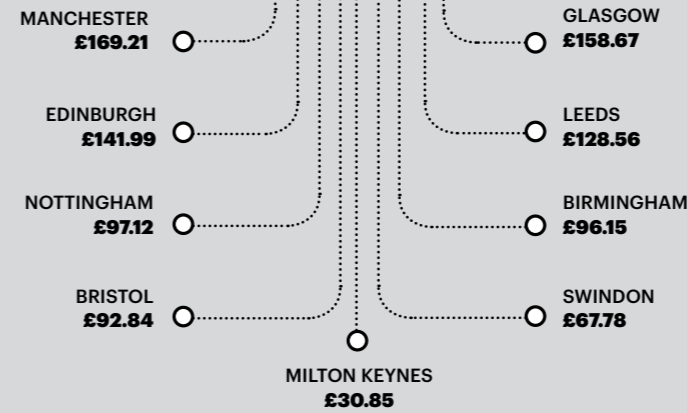 MANCHESTER
£169.21
GLASGOW
£158.67
EDINBURGH
£141.99
LEEDS
£128.56
NOTTINGHAM
£97.12
BIRMINGHAM
£96.15
BRISTOL
£92.84
SWINDON
£67.78
MILTON KEYNES
£30.85